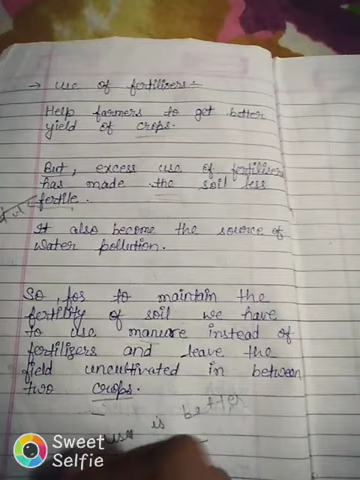 → use of fertilizers :-
Help farmers to get better
yield of crops.
But, excess use of fertilizers
has made the soil less
fertile.
It also become the source of
water pollution.
So, for to maintain the
fertility of soil we have
to use manure instead of
fertilizers and leave the
field uncultivated in between
two crops.
is better
Sweet
Selfie